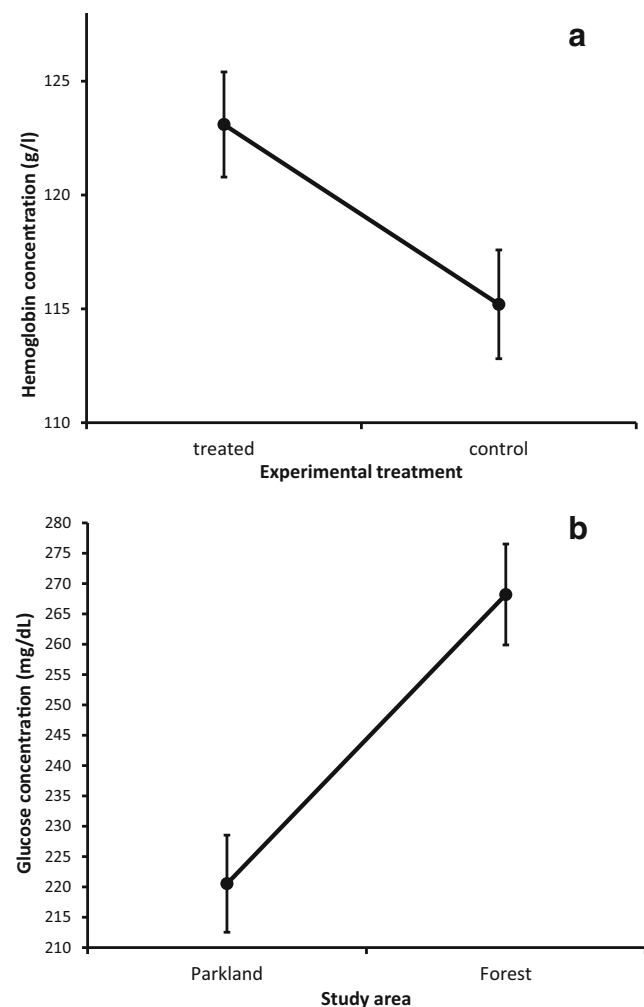 a
Hemoglobin concentration (g/l)
125
120
115
110
treated control
Experimental treatment
b
Glucose concentration (mg/dL)
280
275
270
265
260
255
250
245
240
235
230
225
220
215
210
Parkland Forest
Study area